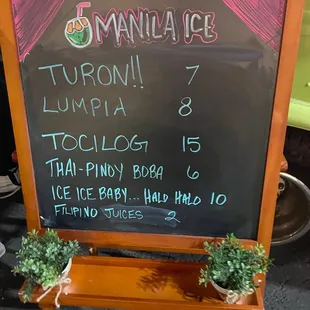 MANILA ICE
TURON!! 7
LUMPIA 8
TOCILOG 15
THAI-PINOY BOBA 6
ICE ICE BABY... HALO HALO 10
FILIPINO JUICES 2